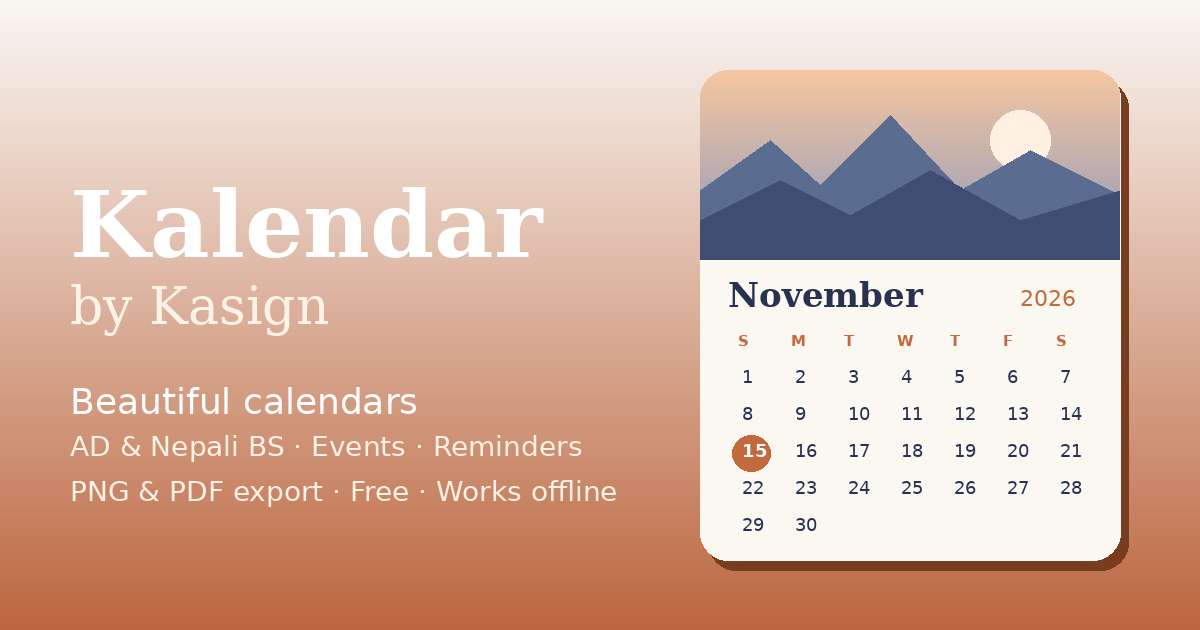 Kalendar
by Kasign
Beautiful calendars
AD & Nepali BS · Events · Reminders
PNG & PDF export · Free · Works offline
November 2026
S M T W T F S
1 2 3 4 5 6 7
8 9 10 11 12 13 14
15 16 17 18 19 20 21
22 23 24 25 26 27 28
29 30